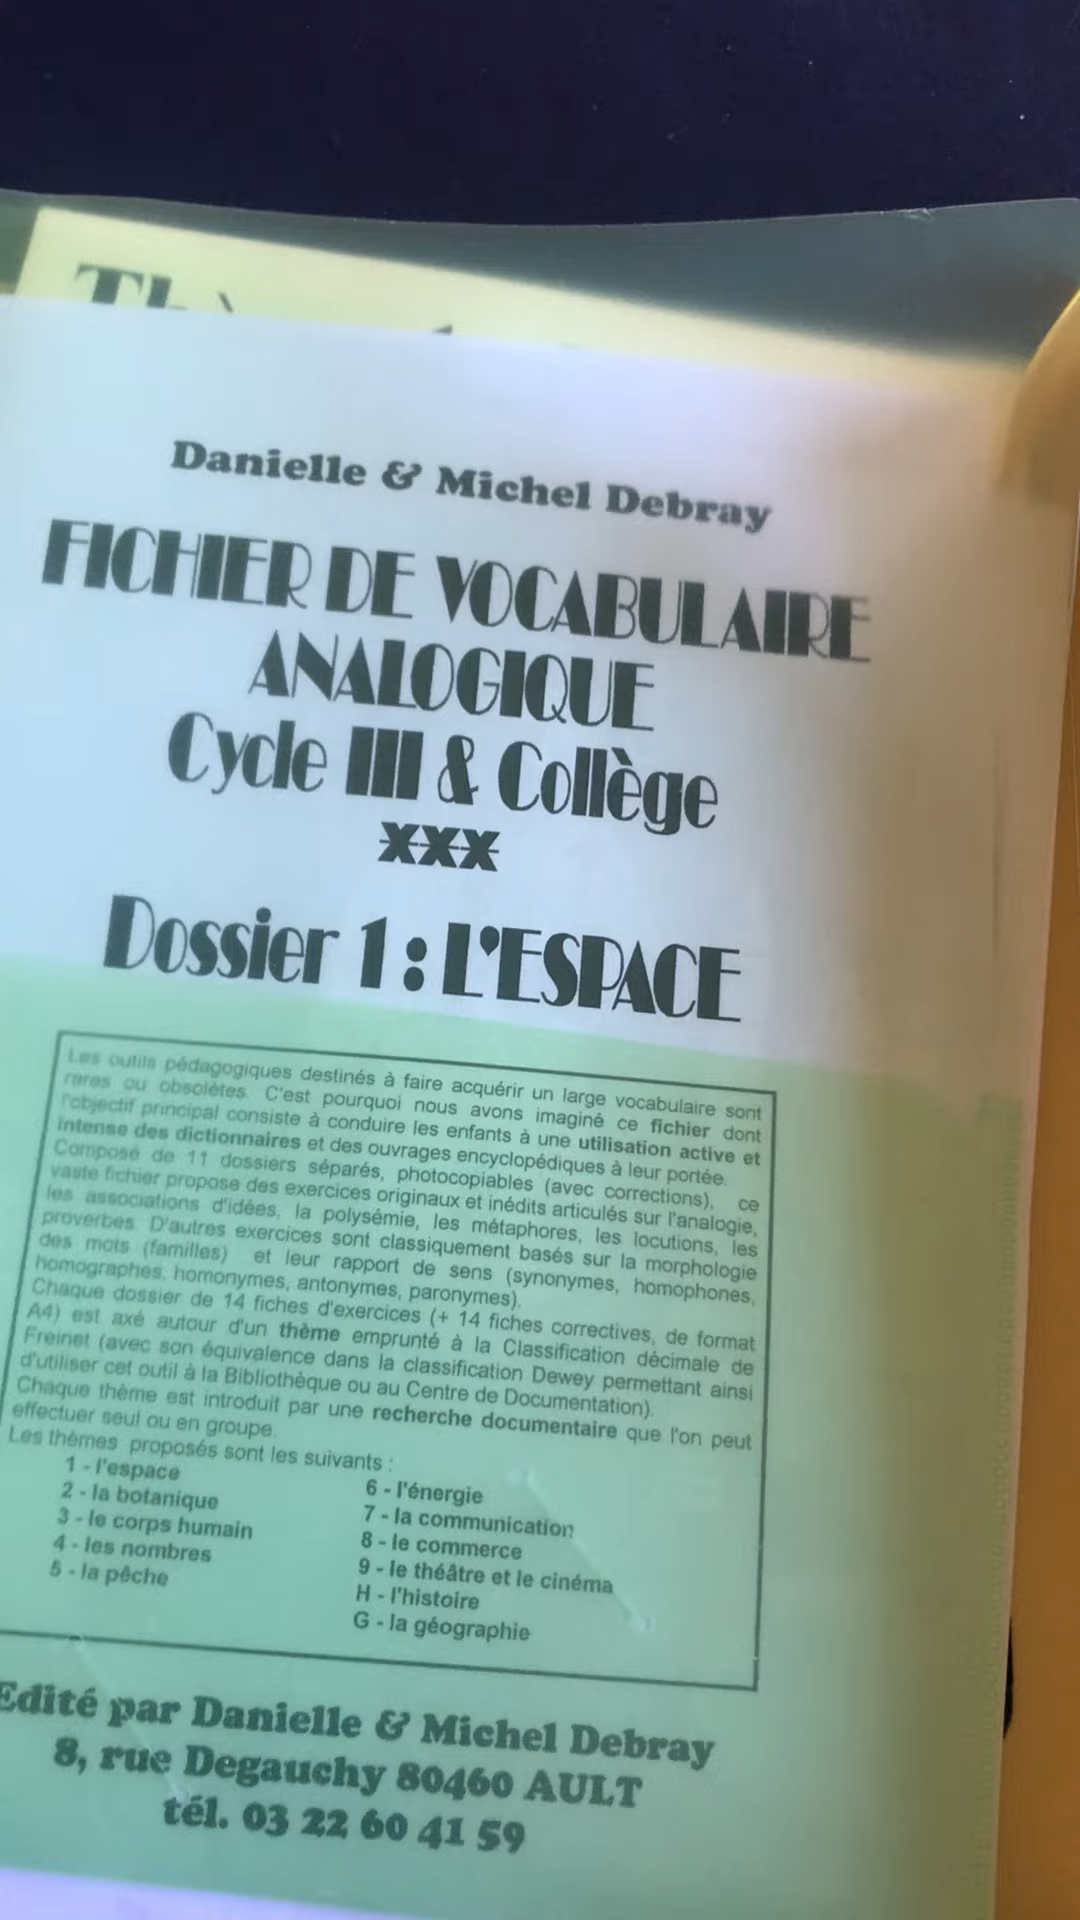 Danielle & Michel Debray
FICHIER DE VOCABULAIRE
ANALOGIQUE
Cycle III & Collège
XXX
Dossier 1 : L'ESPACE
Les outils pédagogiques destinés à faire acquérir un large vocabulaire sont
rares ou obsolètes. C'est pourquoi nous avons imaginé ce fichier dont
l'objectif principal consiste à conduire les enfants à une utilisation active et
intense des dictionnaires et des ouvrages encyclopédiques à leur portée.
Composé de 11 dossiers séparés, photocopiables (avec corrections), ce
vaste fichier propose des exercices originaux et inédits articulés sur l'analogie,
les associations d'idées, la polysémie, les métaphores, les locutions, les
proverbes. D'autres exercices sont classiquement basés sur la morphologie
des mots (familles) et leur rapport de sens (synonymes, homophones,
homographes, homonymes, antonymes, paronymes).
Chaque dossier de 14 fiches d'exercices (+ 14 fiches correctives, de format
A4) est axé autour d'un thème emprunté à la Classification décimale de
Freinet (avec son équivalence dans la classification Dewey permettant ainsi
d'utiliser cet outil à la Bibliothèque ou au Centre de Documentation).
Chaque thème est introduit par une recherche documentaire que l'on peut
effectuer seul ou en groupe.
Les thèmes proposés sont les suivants :
1 - l'espace
2 - la botanique
3 - le corps humain
4 - les nombres
5 - la pêche
6 - l'énergie
7 - la communication
8 - le commerce
9 - le théâtre et le cinéma
H - l'histoire
G - la géographie
Edité par Danielle & Michel Debray
8, rue Degauchy 80460 AULT
tél. 03 22 60 41 59